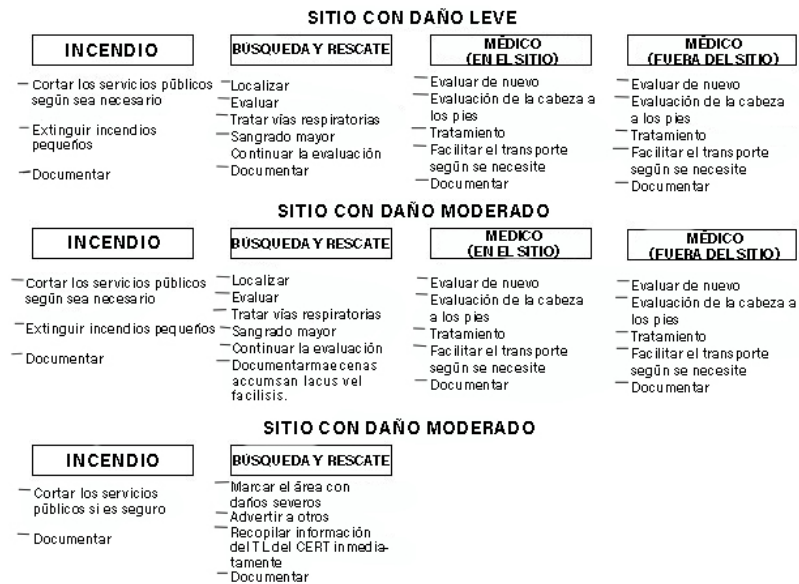 SITIO CON DAÑO LEVE
INCENDIO
Cortar los servicios públicos
según sea necesario
Extinguir incendios
pequeños
Documentar
BÚSQUEDA Y RESCATE
Localizar
Evaluar
Tratar vías respiratorias
Sangrado mayor
Continuar la evaluación
Documentar
MÉDICO
(EN EL SITIO)
Evaluar de nuevo
Evaluación de la cabeza a
los pies
Tratamiento
Facilitar el transporte
según se necesite
Documentar
MÉDICO
(FUERA DEL SITIO)
Evaluar de nuevo
Evaluación de la cabeza
a los pies
Tratamiento
Facilitar el transporte
según se necesite
Documentar
SITIO CON DAÑO MODERADO
INCENDIO
Cortar los servicios públicos
según sea necesario
Extinguir incendios pequeños
Documentar
BÚSQUEDA Y RESCATE
Localizar
Evaluar
Tratar vías respiratorias
Sangrado mayor
Continuar la evaluación
Documentarmaecenas
accumsan lacus vel
facilisis.
MÉDICO
(EN EL SITIO)
Evaluar de nuevo
Evaluación de la cabeza
a los pies
Tratamiento
Facilitar el transporte
según se necesite
Documentar
MÉDICO
(FUERA DEL SITIO)
Evaluar de nuevo
Evaluación de la cabeza a
los pies
Tratamiento
Facilitar el transporte
según se necesite
Documentar
SITIO CON DAÑO MODERADO
INCENDIO
Cortar los servicios
públicos si es seguro
Documentar
BÚSQUEDA Y RESCATE
Marcar el área con
daños severos
Advertir a otros
Recopilar información
del TL del CERT inmedia-
tamente
Documentar